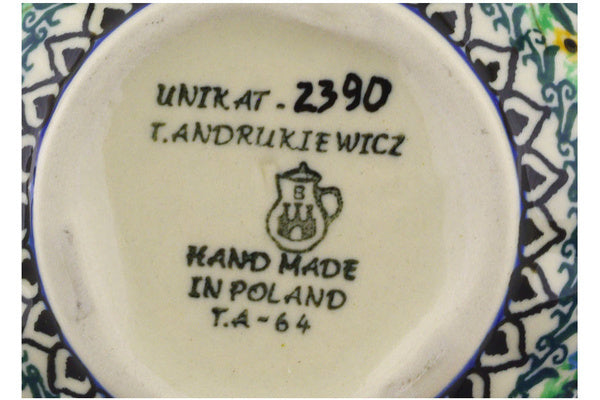 UNIKAT - 2390
T. ANDRUKIEWICZ
B
HAND MADE
IN POLAND
T.A-64